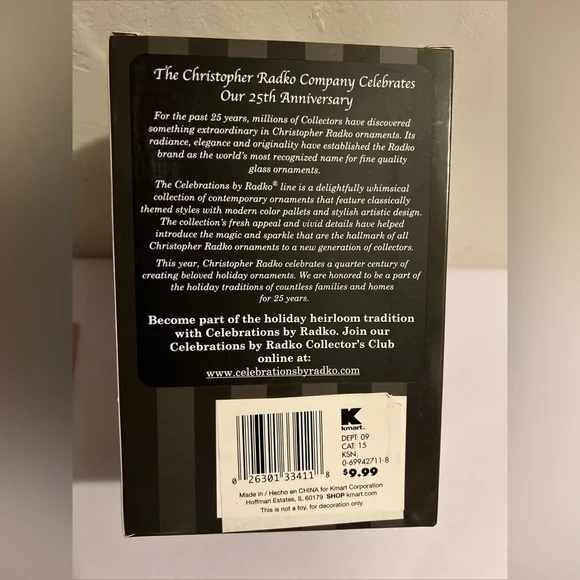 The Christopher Radko Company Celebrates
Our 25th Anniversary
For the past 25 years, millions of Collectors have discovered
something extraordinary in Christopher Radko ornaments. Its
radiance, elegance and originality have established the Radko
brand as the world's most recognized name for fine quality
glass ornaments.
The Celebrations by Radko® line is a delightfully whimsical
collection of contemporary ornaments that feature classically
themed styles with modern color pallets and stylish artistic design.
The collection's fresh appeal and vivid details have helped
introduce the magic and sparkle that are the hallmark of all
Christopher Radko ornaments to a new generation of collectors.
This year, Christopher Radko celebrates a quarter century of
creating beloved holiday ornaments. We are honored to be a part of
the holiday traditions of countless families and homes
for 25 years.
Become part of the holiday heirloom tradition
with Celebrations by Radko. Join our
Celebrations by Radko Collector's Club
online at:
www.celebrationsbyradko.com
K
kmart™
DEPT: 09
CAT: 15
KSN:
0-69942711-8
$9.99
0 26301 33411 8
Made in / Hecho en CHINA for Kmart Corporation
Hoffman Estates, IL 60179 SHOP kmart.com
This is not a toy. for decoration only